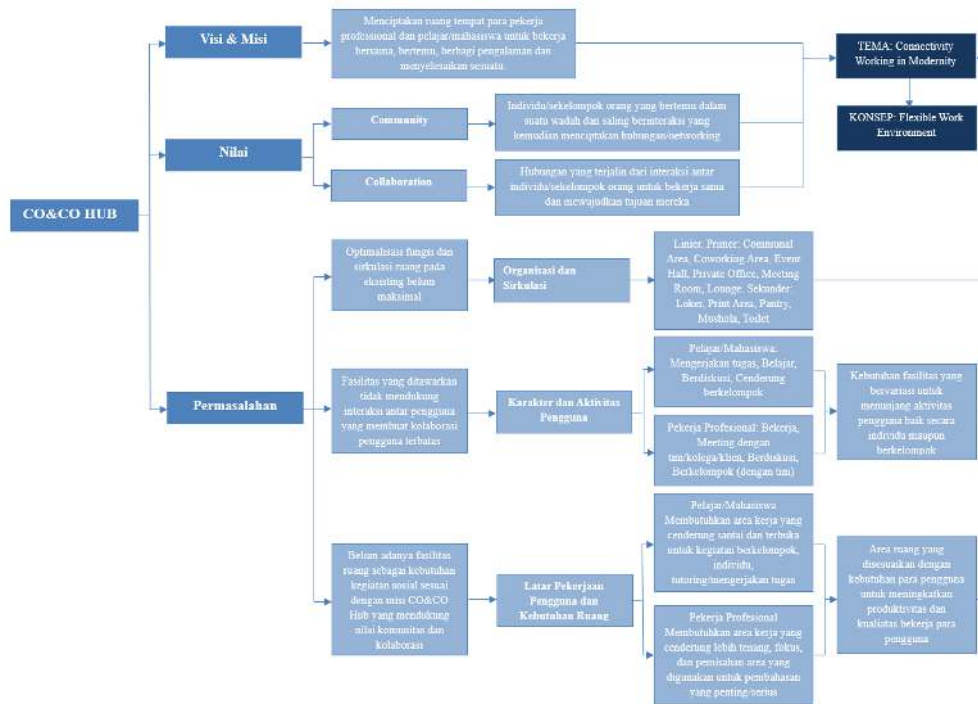 CO&CO HUB
Visi & Misi
Menciptakan ruang tempat para pekerja
professional dan pelajar/mahasiswa untuk bekerja
bersama, bertemu, berbagi pengalaman dan
menyelesaikan sesuatu.
Nilai
Community
Individu/sekelompok orang yang bertemu dalam
suatu wadah dan saling berinteraksi yang
kemudian menciptakan hubungan/networking
Collaboration
Hubungan yang terjalin dari interaksi antar
individu/sekelompok orang untuk bekerja sama
dan mewujudkan tujuan mereka
TEMA: Connectivity
Working in Modernity
KONSEP: Flexible Work
Environment
Permasalahan
Optimalisasi fungsi dan
sirkulasi ruang pada
eksisting belum
maksimal
Organisasi dan
Sirkulasi
Linier. Primer: Communal
Area, Coworking Area, Event
Hall, Private Office, Meeting
Room, Lounge. Sekunder:
Loker, Print Area, Pantry,
Mushola, Toilet
Fasilitas yang ditawarkan
tidak mendukung
interaksi antar pengguna
yang membuat kolaborasi
pengguna terbatas
Karakter dan Aktivitas
Pengguna
Pelajar/Mahasiswa:
Mengerjakan tugas, Belajar,
Berdiskusi, Cenderung
berkelompok
Pekerja Profesional: Bekerja,
Meeting dengan
tim/kolega/klien, Berdiskusi,
Berkelompok (dengan tim)
Kebutuhan fasilitas yang
bervariasi untuk
menunjang aktivitas
pengguna baik secara
individu maupun
berkelompok
Belum adanya fasilitas
ruang sebagai kebutuhan
kegiatan sosial sesuai
dengan misi CO&CO
Hub yang mendukung
nilai komunitas dan
kolaborasi
Latar Pekerjaan
Pengguna dan
Kebutuhan Ruang
Pelajar/Mahasiswa
Membutuhkan area kerja yang
cenderung santai dan terbuka
untuk kegiatan berkelompok,
individu,
tutoring/mengerjakan tugas
Pekerja Profesional
Membutuhkan area kerja yang
cenderung lebih tenang, fokus,
dan pemisahan area yang
digunakan untuk pembahasan
yang penting/serius
Area ruang yang
disesuaikan dengan
kebutuhan para pengguna
untuk meningkatkan
produktivitas dan
kualiatas bekerja para
pengguna